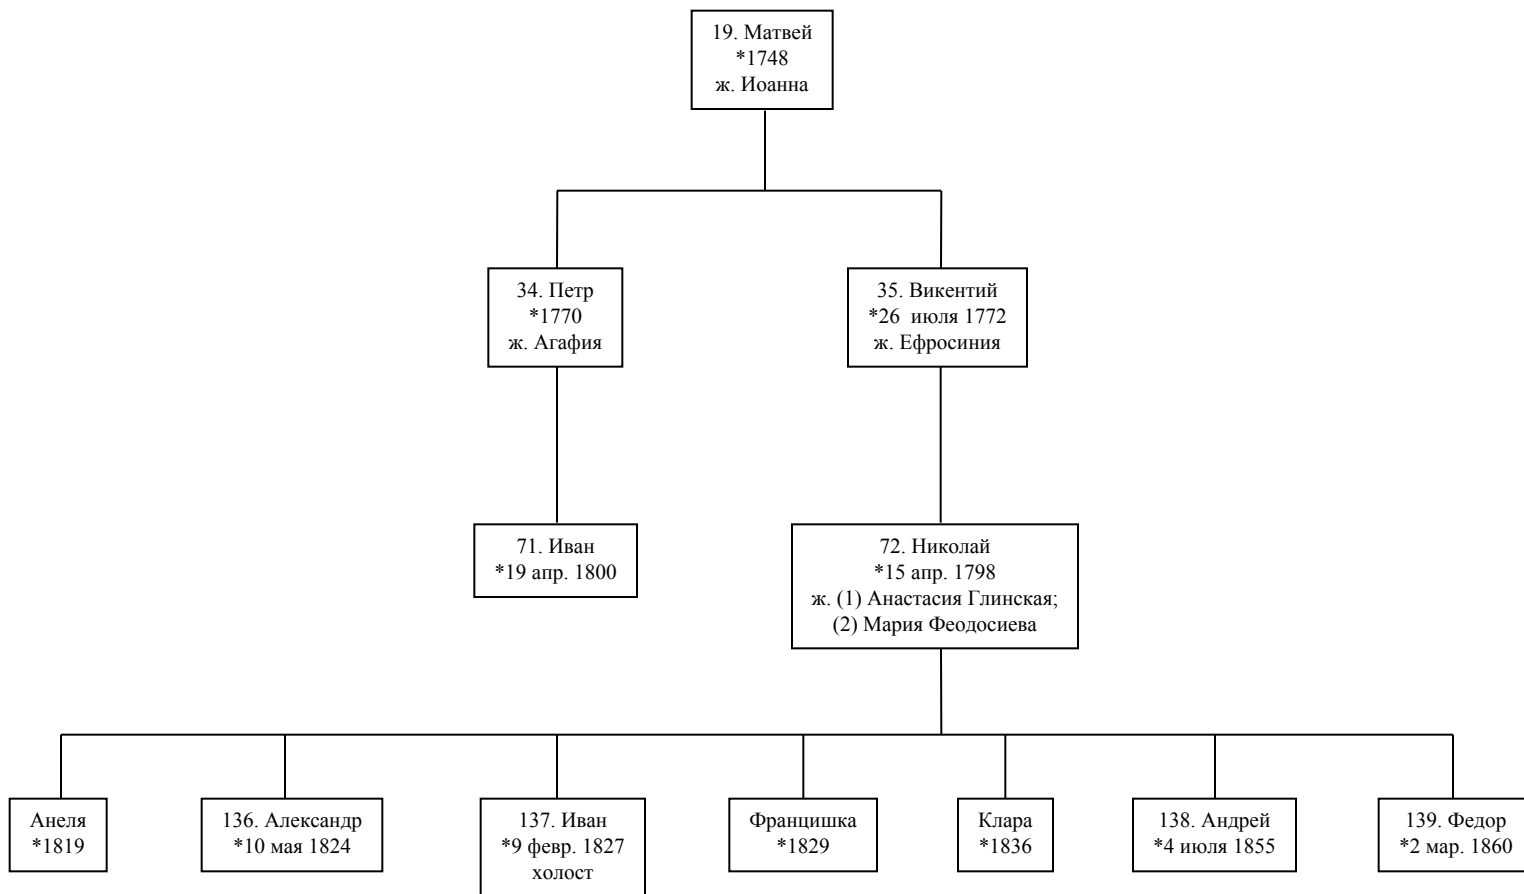 19. Матвей
*1748
ж. Иоанна
34. Петр
*1770
ж. Агафия
35. Викентий
*26 июля 1772
ж. Ефросиния
71. Иван
*19 апр. 1800
72. Николай
*15 апр. 1798
ж. (1) Анастасия Глинская;
(2) Мария Феодосиева
Анеля
*1819
136. Александр
*10 мая 1824
137. Иван
*9 февр. 1827
холост
Францишка
*1829
Клара
*1836
138. Андрей
*4 июля 1855
139. Федор
*2 мар. 1860